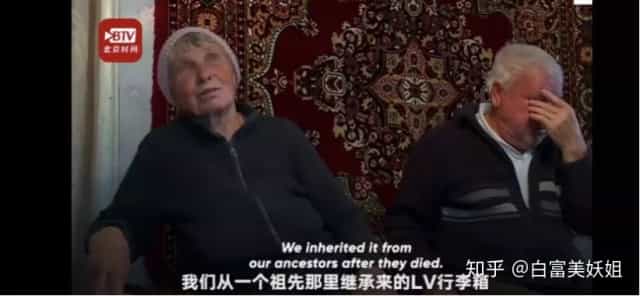 BTV
北京时间
We inherited it from
our ancestors after they died.
我们从一个祖先那里继承来的LV行李箱
知乎 @白富美妖姐